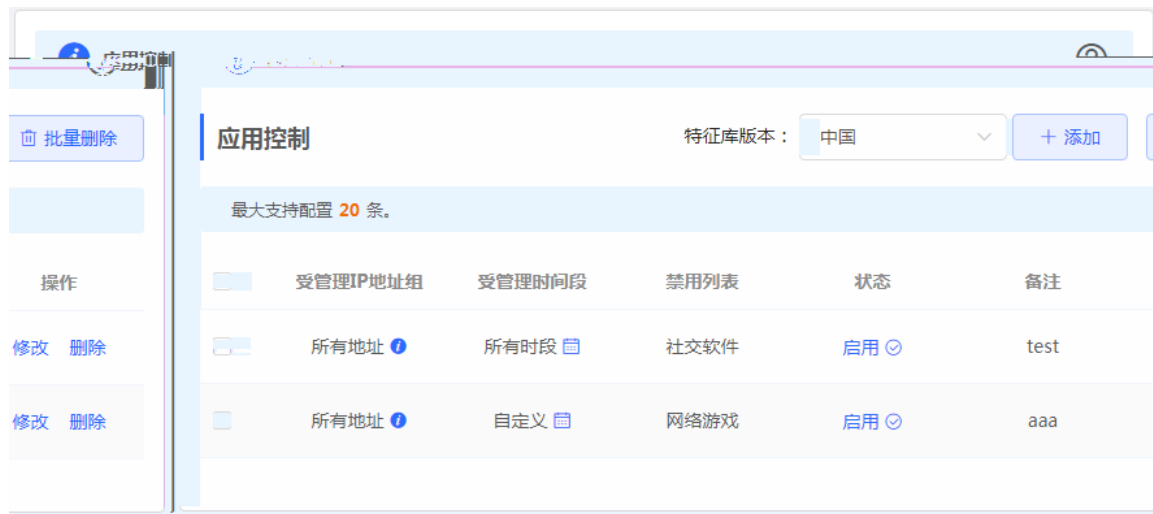 应用控制
批量删除
应用控制
特征库版本：
中国
添加
最大支持配置 20 条。
操作
受管理IP地址组 受管理时间段 禁用列表 状态 备注
修改 删除
所有地址 所有时段 社交软件 启用 test
修改 删除
所有地址 自定义 网络游戏 启用 aaa